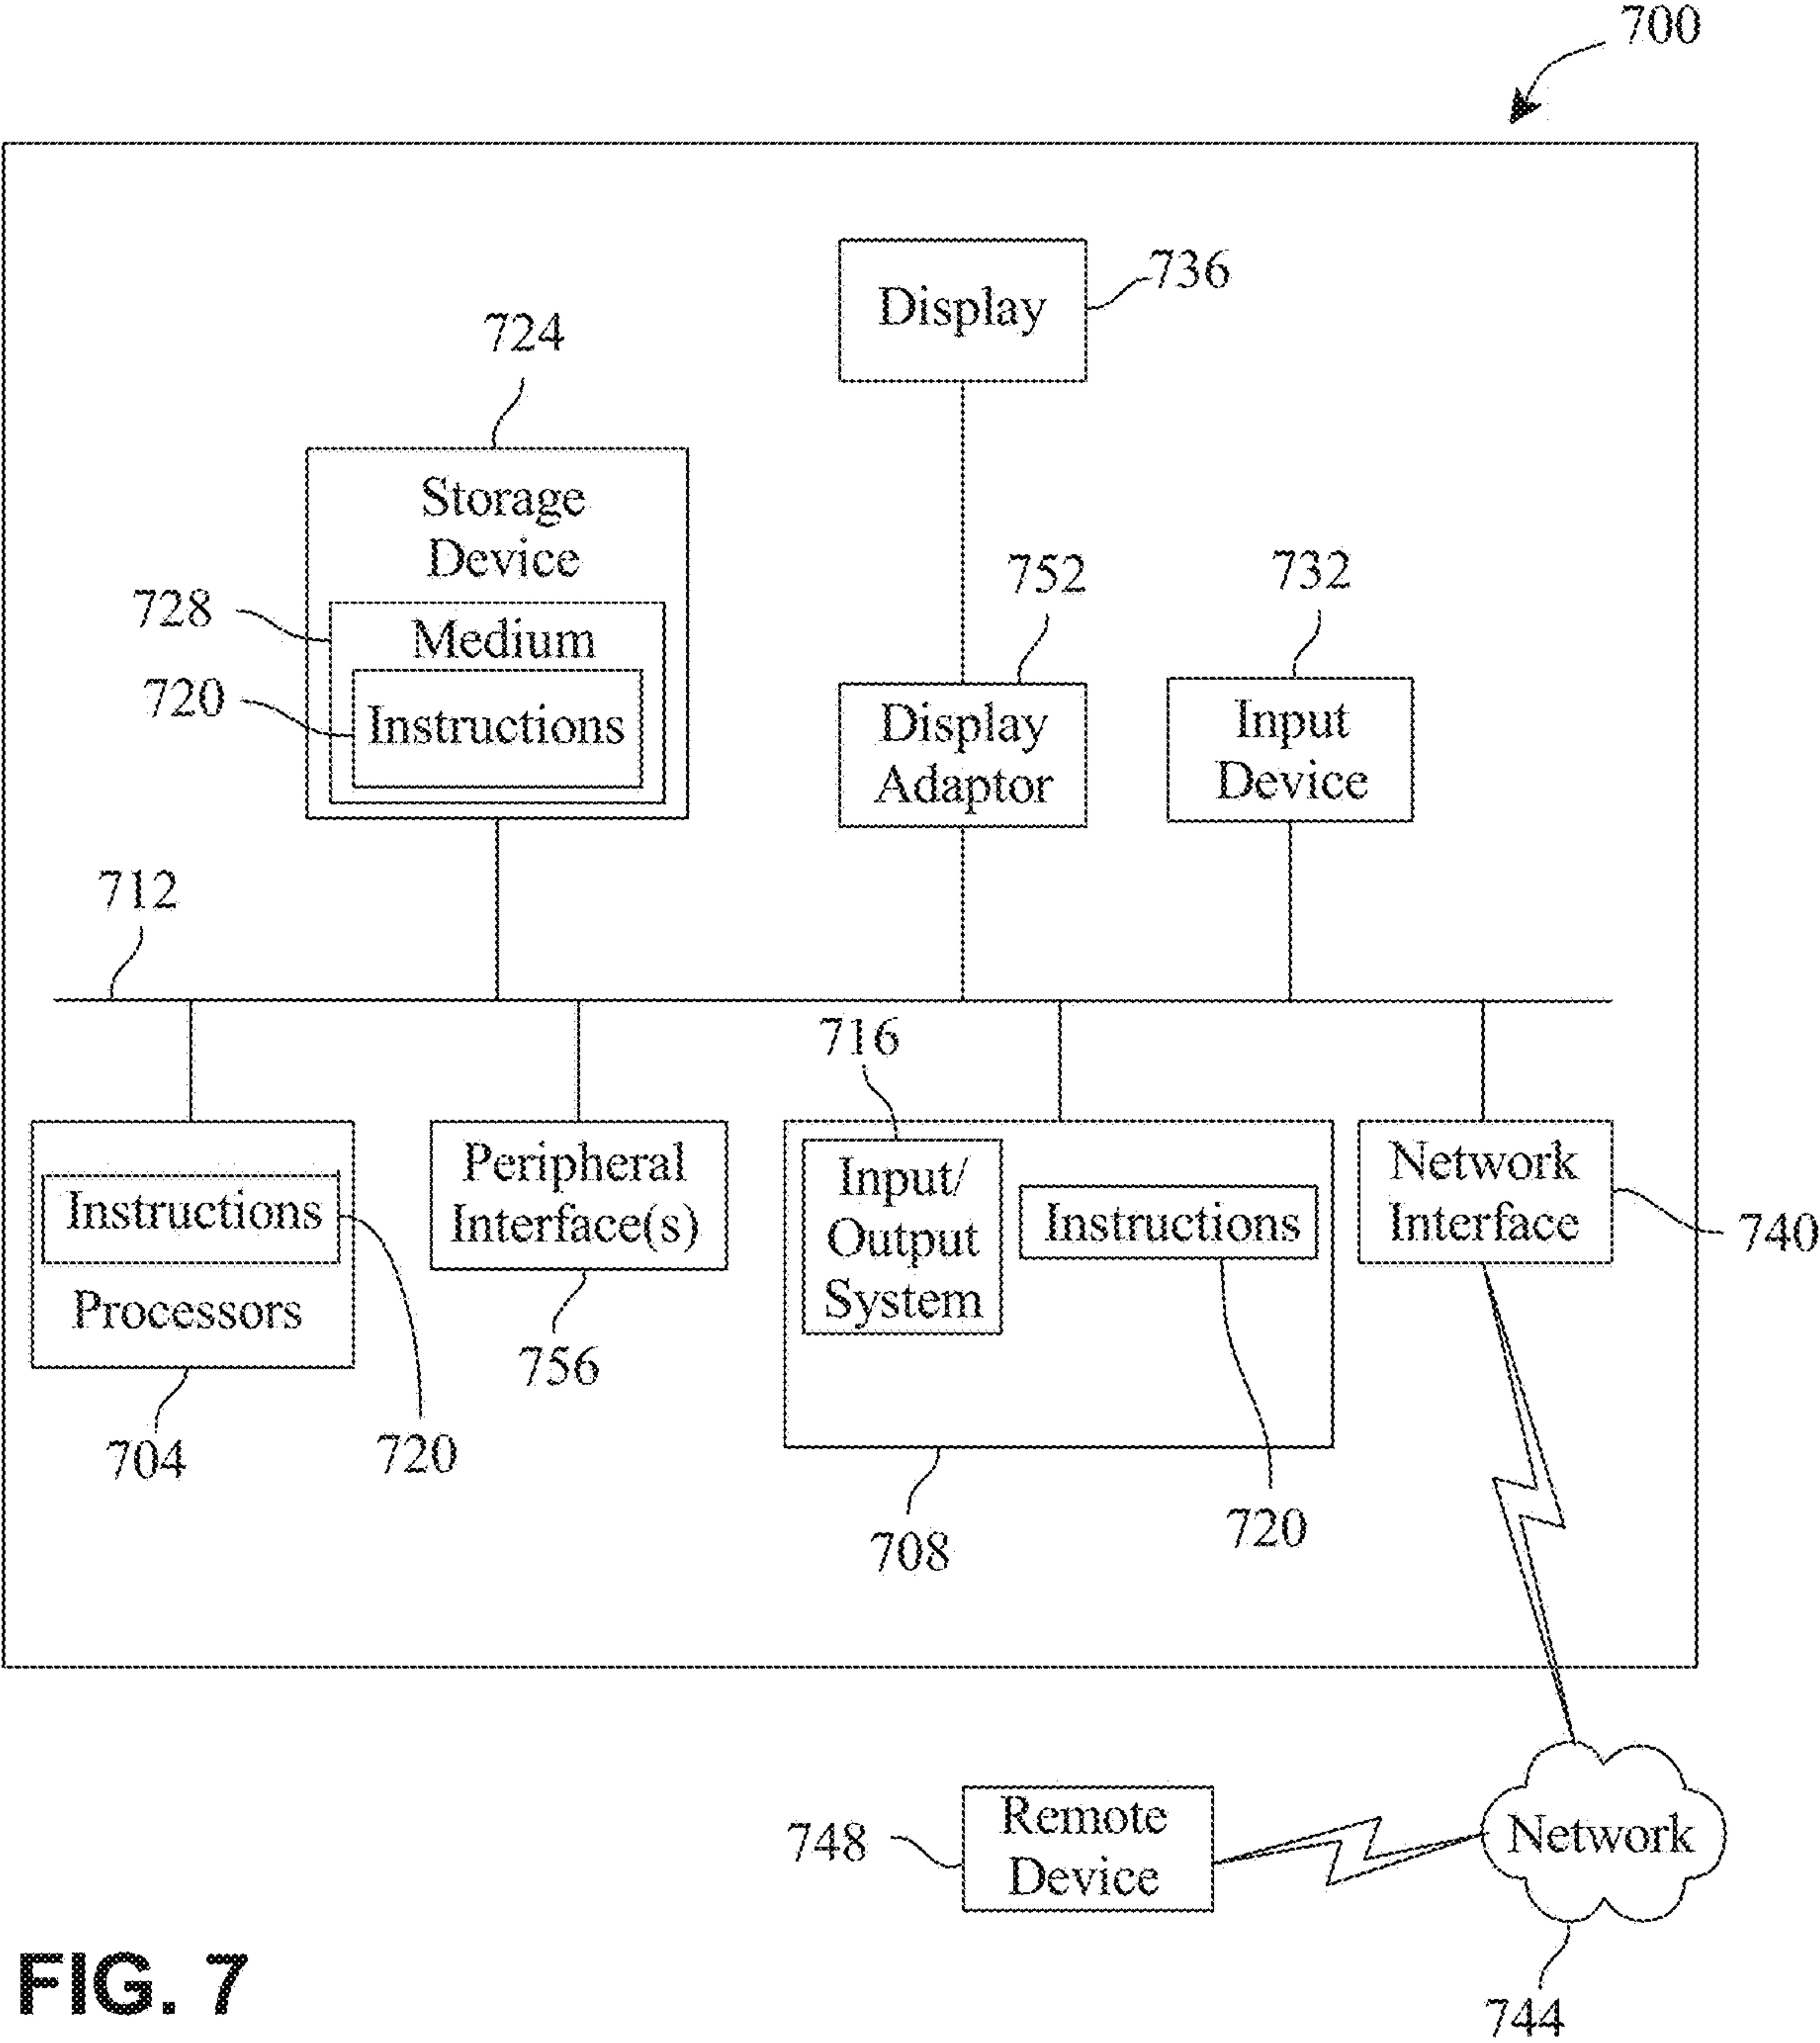 700
Display
736
724
Storage
Device
728
Medium
720
Instructions
752
Display
Adaptor
732
Input
Device
712
716
Instructions
Processors
704
720
Peripheral
Interface(s)
756
Input/
Output
System
Instructions
708
720
Network
Interface
740
748
Remote
Device
Network
744
FIG. 7